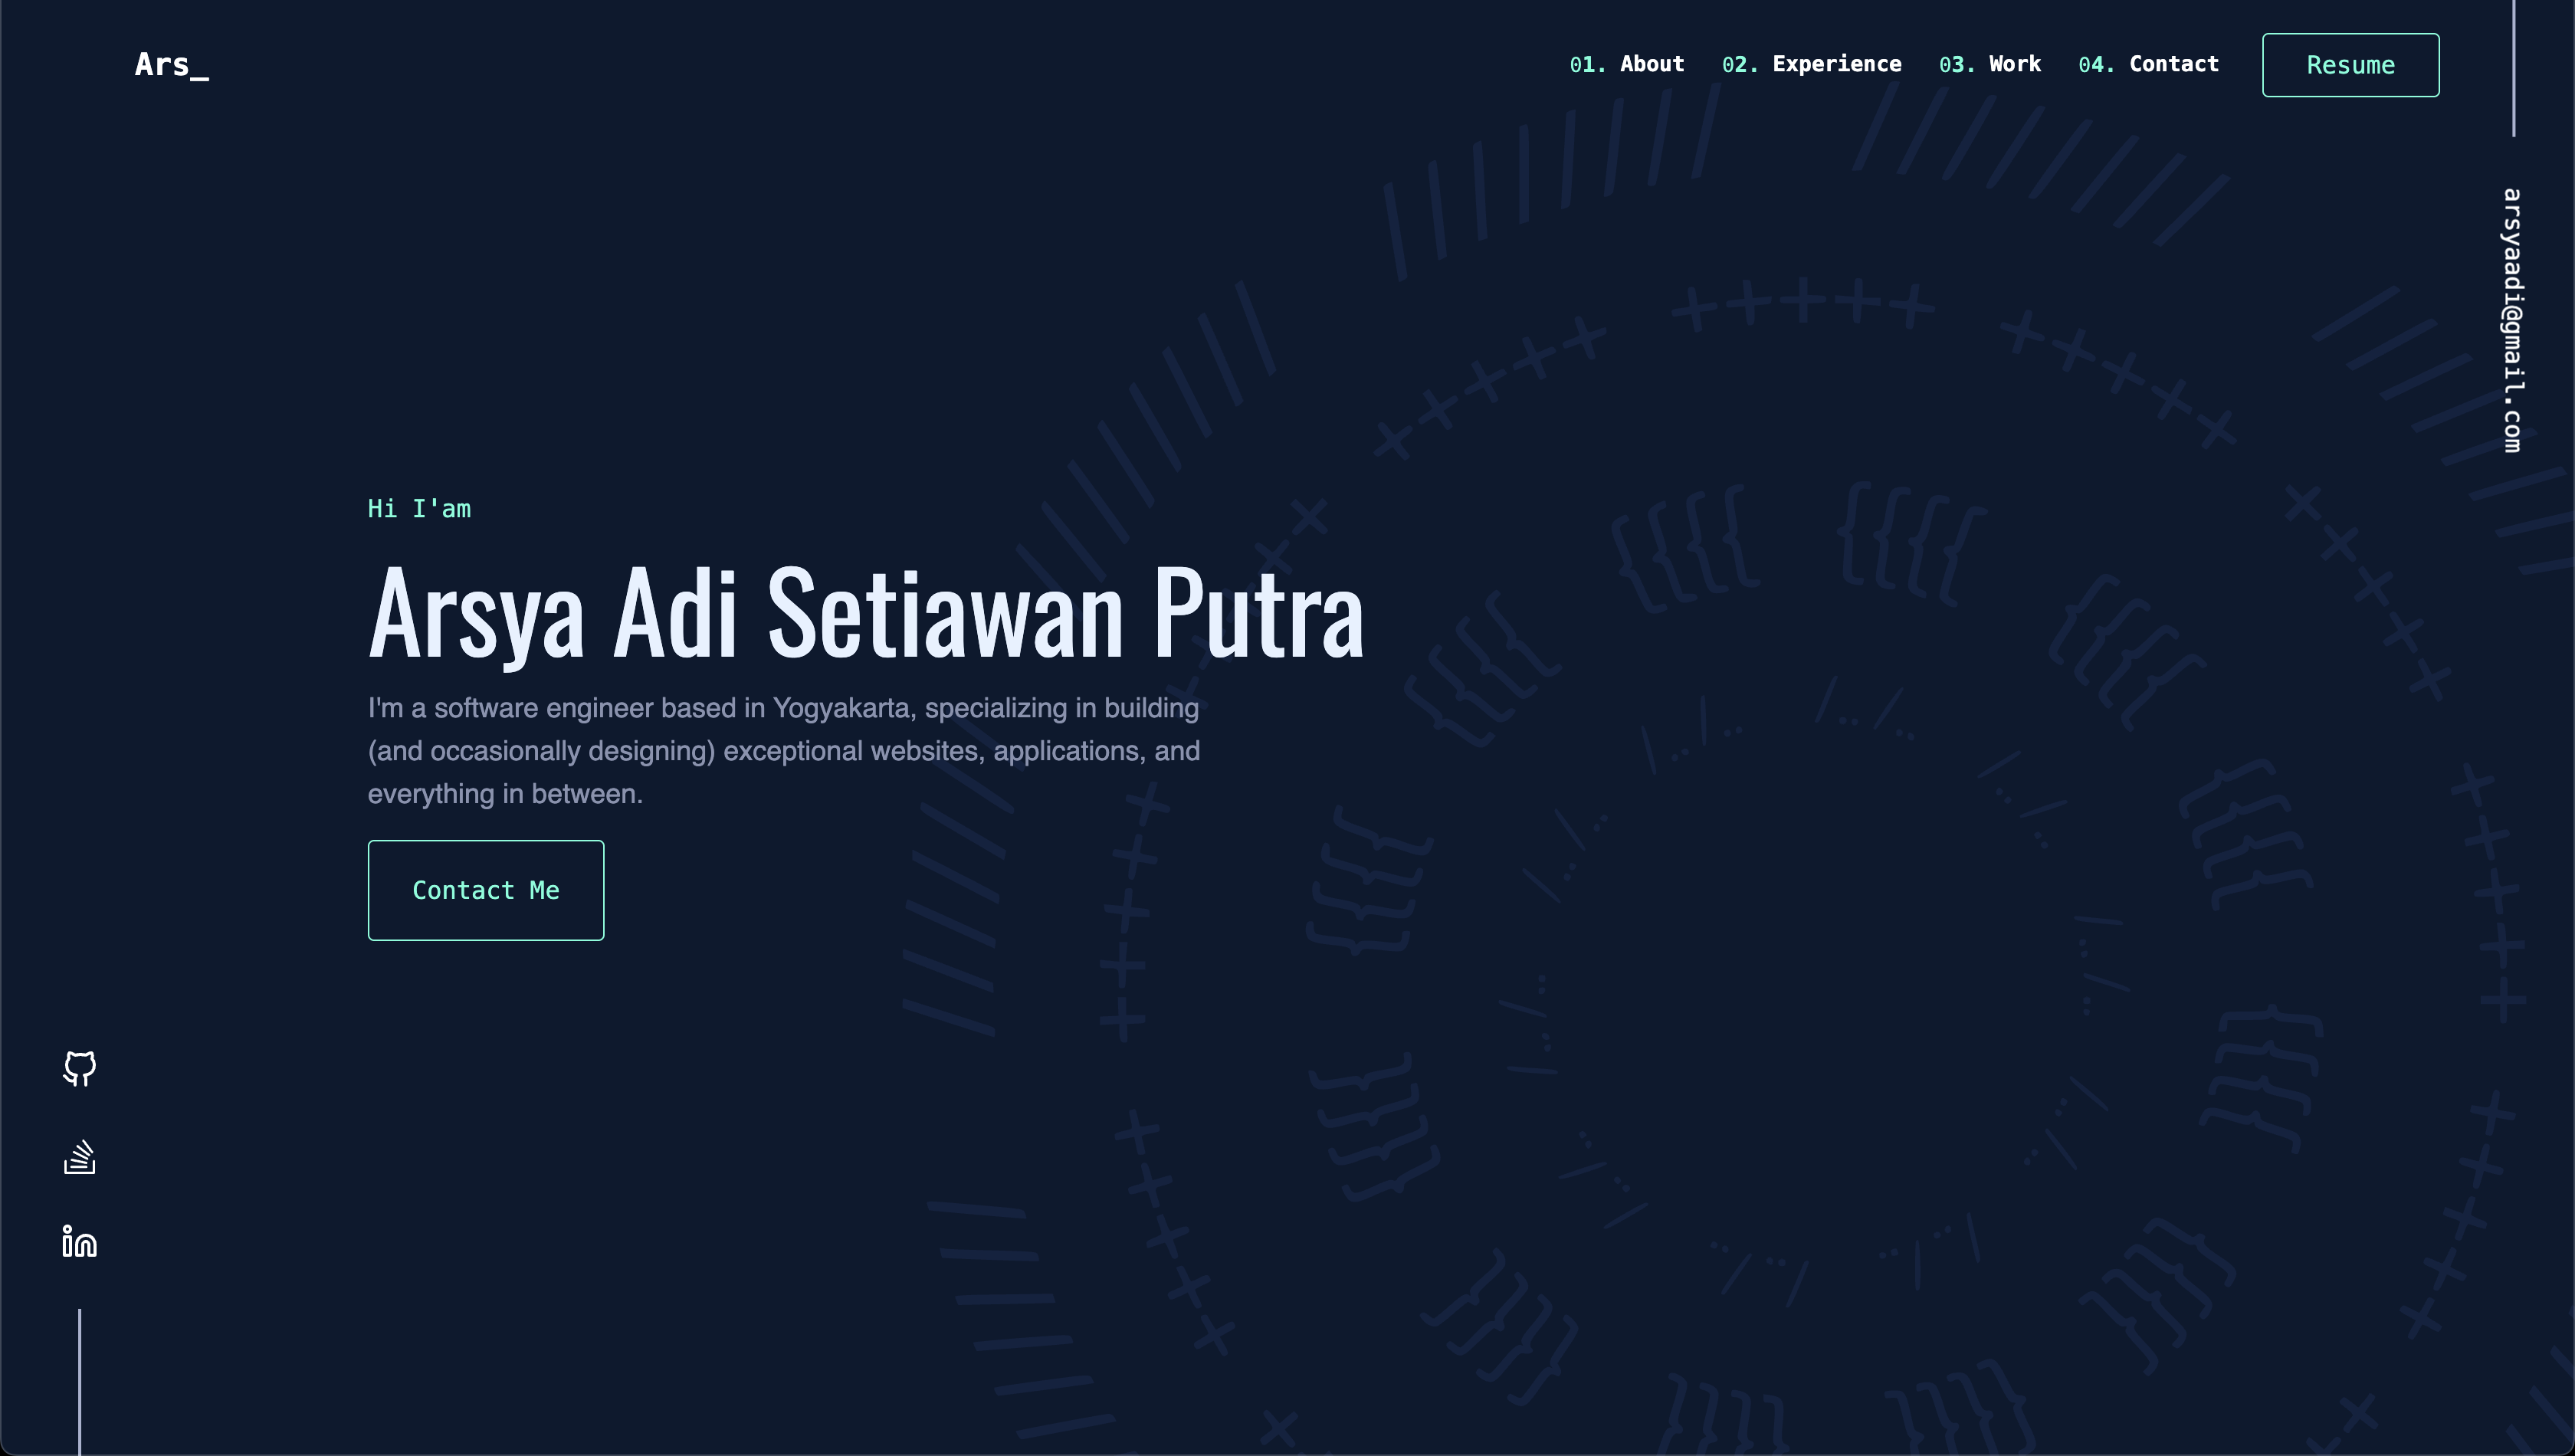 Ars_
01. About 02. Experience 03. Work 04. Contact Resume
arsyaadi@gmail.com
Hi I'am
Arsya Adi Setiawan Putra
I'm a software engineer based in Yogyakarta, specializing in building
(and occasionally designing) exceptional websites, applications, and
everything in between.
Contact Me